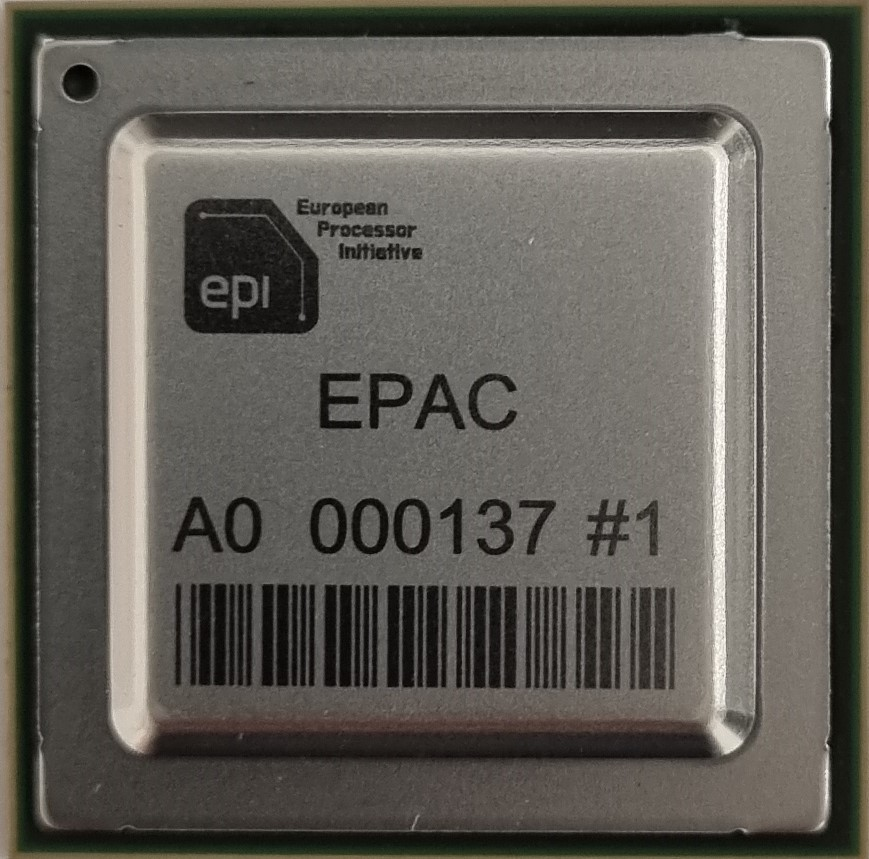 European
Processor
Initiative
epi
EPAC
A0 000137 #1